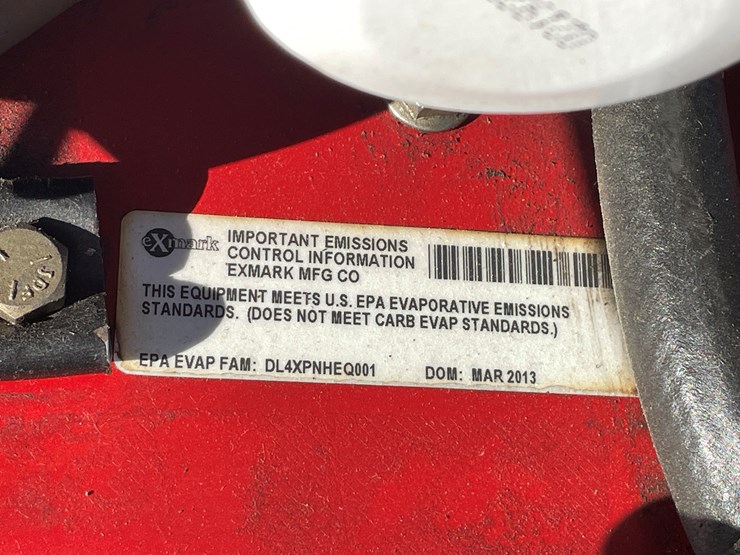 exmark IMPORTANT EMISSIONS
CONTROL INFORMATION
EXMARK MFG CO
THIS EQUIPMENT MEETS U.S. EPA EVAPORATIVE EMISSIONS
STANDARDS. (DOES NOT MEET CARB EVAP STANDARDS.)
EPA EVAP FAM: DL4XPNHEQ001 DOM: MAR 2013